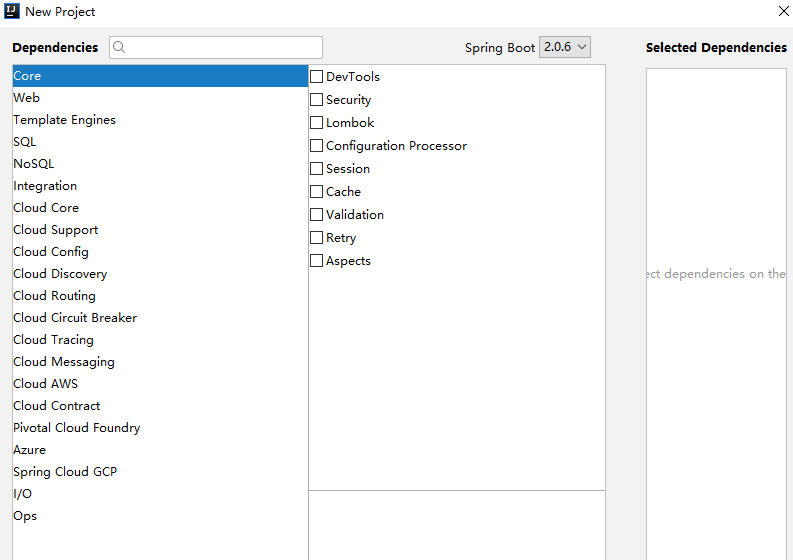 New Project
Dependencies
Spring Boot 2.0.6
Selected Dependencies
Core
Web
Template Engines
SQL
NoSQL
Integration
Cloud Core
Cloud Support
Cloud Config
Cloud Discovery
Cloud Routing
Cloud Circuit Breaker
Cloud Tracing
Cloud Messaging
Cloud AWS
Cloud Contract
Pivotal Cloud Foundry
Azure
Spring Cloud GCP
I/O
Ops
DevTools
Security
Lombok
Configuration Processor
Session
Cache
Validation
Retry
Aspects
ect dependencies on the